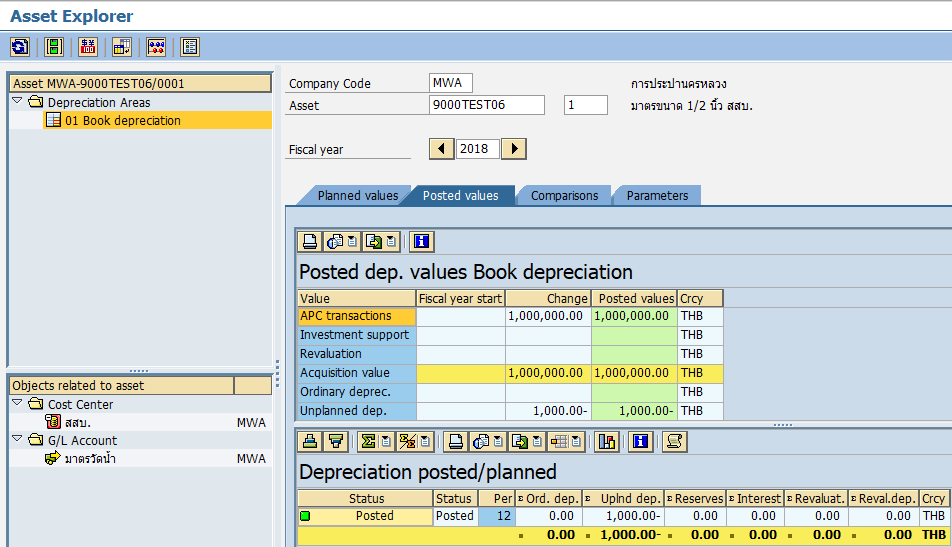 Asset Explorer
Asset MWA-9000TEST06/0001
Depreciation Areas
01 Book depreciation
Objects related to asset
Cost Center
สสบ. MWA
G/L Account
มาตรวัดน้ำ MWA
Company Code MWA การประปานครหลวง
Asset 9000TEST06 1 มาตรขนาด 1/2 นิ้ว สสบ.
Fiscal year 2018
Planned values Posted values Comparisons Parameters
Posted dep. values Book depreciation
Value Fiscal year start Change Posted values Crcy
APC transactions 1,000,000.00 1,000,000.00 THB
Investment support THB
Revaluation THB
Acquisition value 1,000,000.00 1,000,000.00 THB
Ordinary deprec. THB
Unplanned dep. 1,000.00- 1,000.00- THB
Depreciation posted/planned
Status Status Per Σ Ord. dep. Σ Uplnd dep. Σ Reserves Σ Interest Σ Revaluat. Σ Reval.dep. Crcy
Posted Posted 12 0.00 1,000.00- 0.00 0.00 0.00 0.00 THB
0.00 1,000.00- 0.00 0.00 0.00 0.00 THB